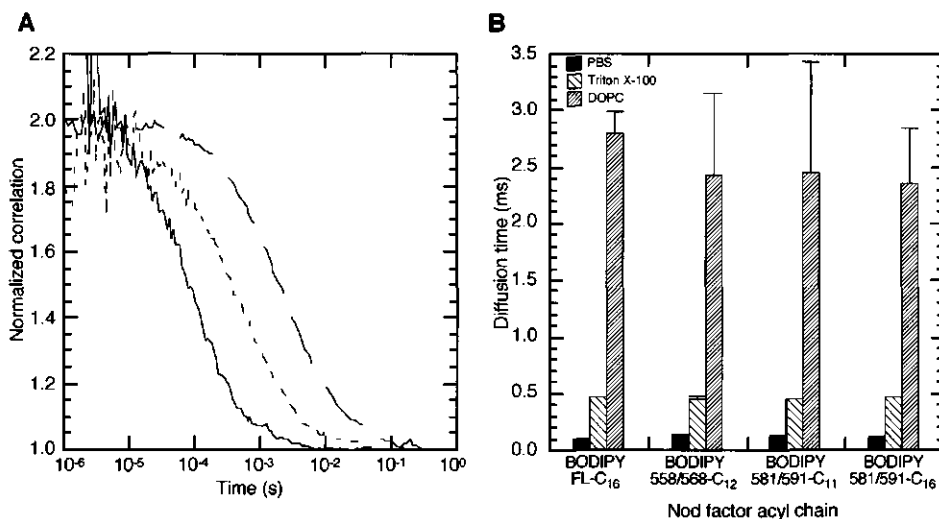 A
Normalized correlation
2.2
2.0
1.8
1.6
1.4
1.2
1.0
10⁻⁶ 10⁻⁵ 10⁻⁴ 10⁻³ 10⁻² 10⁻¹ 10⁰
Time (s)
B
Diffusion time (ms)
3.5
3.0
2.5
2.0
1.5
1.0
0.5
0.0
PBS
Triton X-100
DOPC
BODIPY BODIPY BODIPY BODIPY
FL-C₁₆ 558/568-C₁₂ 581/591-C₁₁ 581/591-C₁₆
Nod factor acyl chain